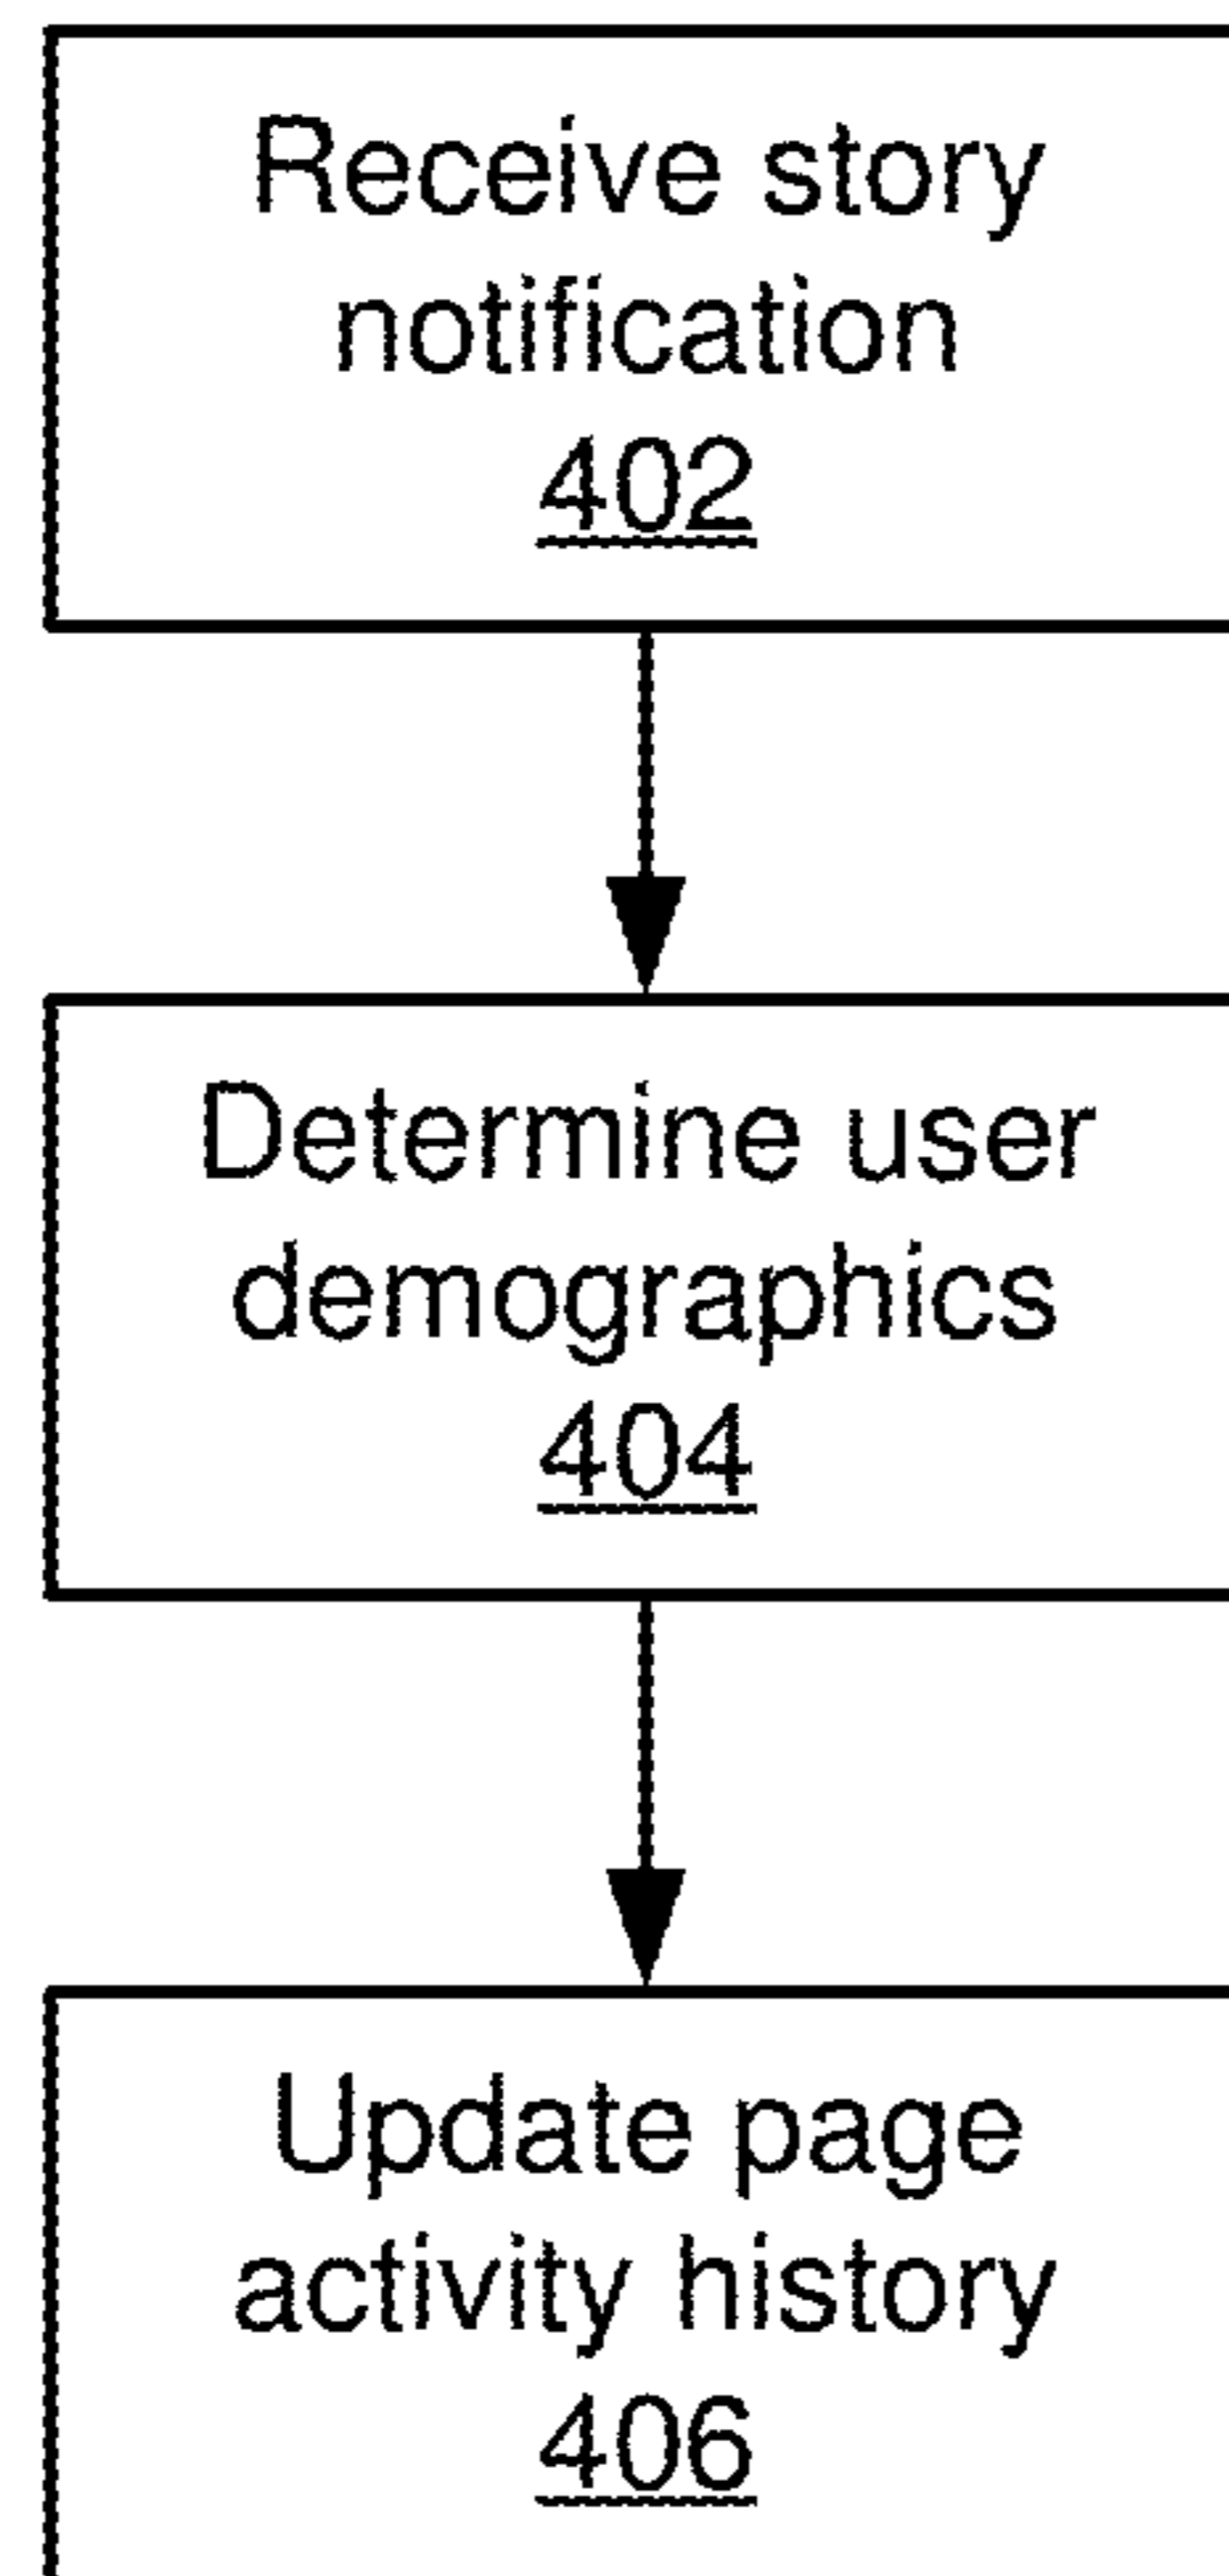 Receive story
notification
402
Determine user
demographics
404
Update page
activity history
406